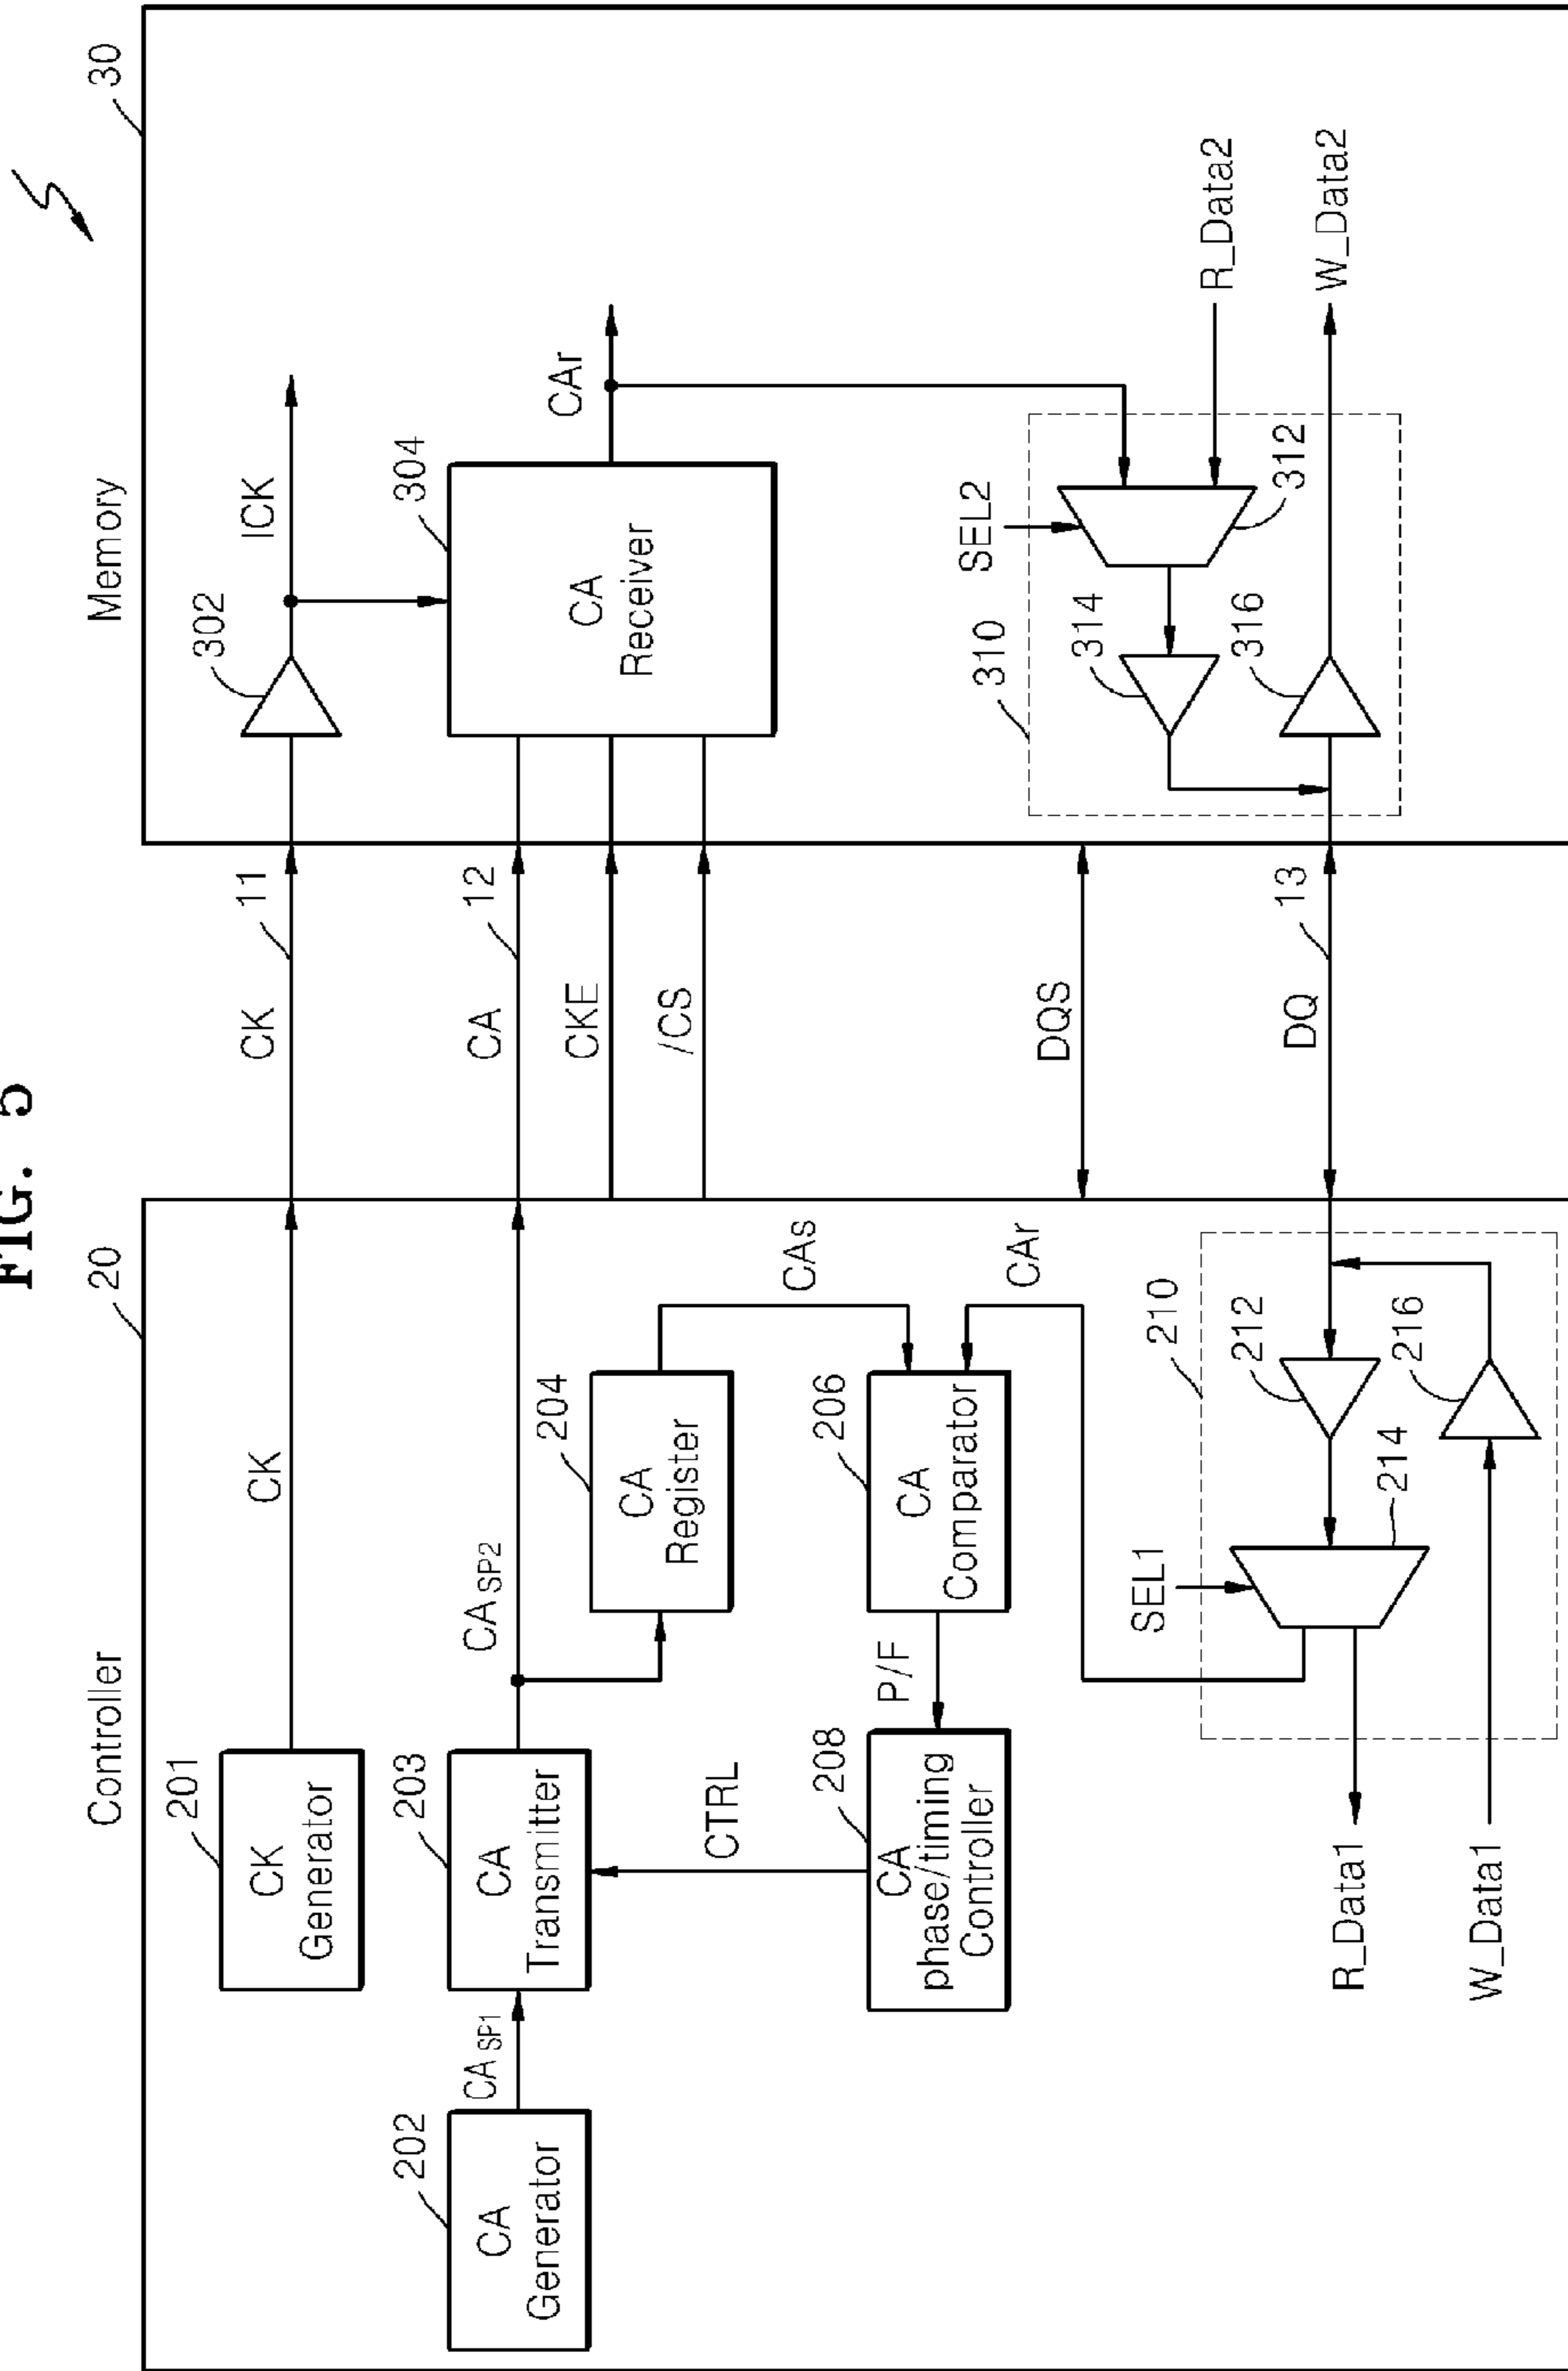 FIG. 5
Controller
20
Memory
30
201
CK
Generator
CK
CK
11
302
ICK
202
CA
Generator
CA SP1
203
CA
Transmitter
CA SP2
CA
12
CKE
/CS
304
CA
Receiver
CAr
204
CA
Register
CAs
CTRL
208
CA
phase/timing
Controller
P/F
206
CA
Comparator
CAr
DQS
SEL2
310
314
312
R_Data2
316
W_Data2
SEL1
210
212
214
216
DQ
13
R_Data1
W_Data1